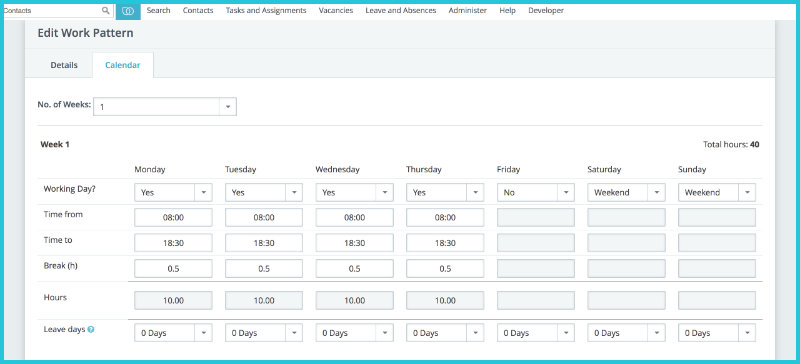 Contacts
Search Contacts Tasks and Assignments Vacancies Leave and Absences Administer Help Developer
Edit Work Pattern
Details Calendar
No. of Weeks: 1
Week 1 Total hours: 40
Monday Tuesday Wednesday Thursday Friday Saturday Sunday
Working Day? Yes Yes Yes Yes No Weekend Weekend
Time from 08:00 08:00 08:00 08:00
Time to 18:30 18:30 18:30 18:30
Break (h) 0.5 0.5 0.5 0.5
Hours 10.00 10.00 10.00 10.00
Leave days ? 0 Days 0 Days 0 Days 0 Days 0 Days 0 Days 0 Days